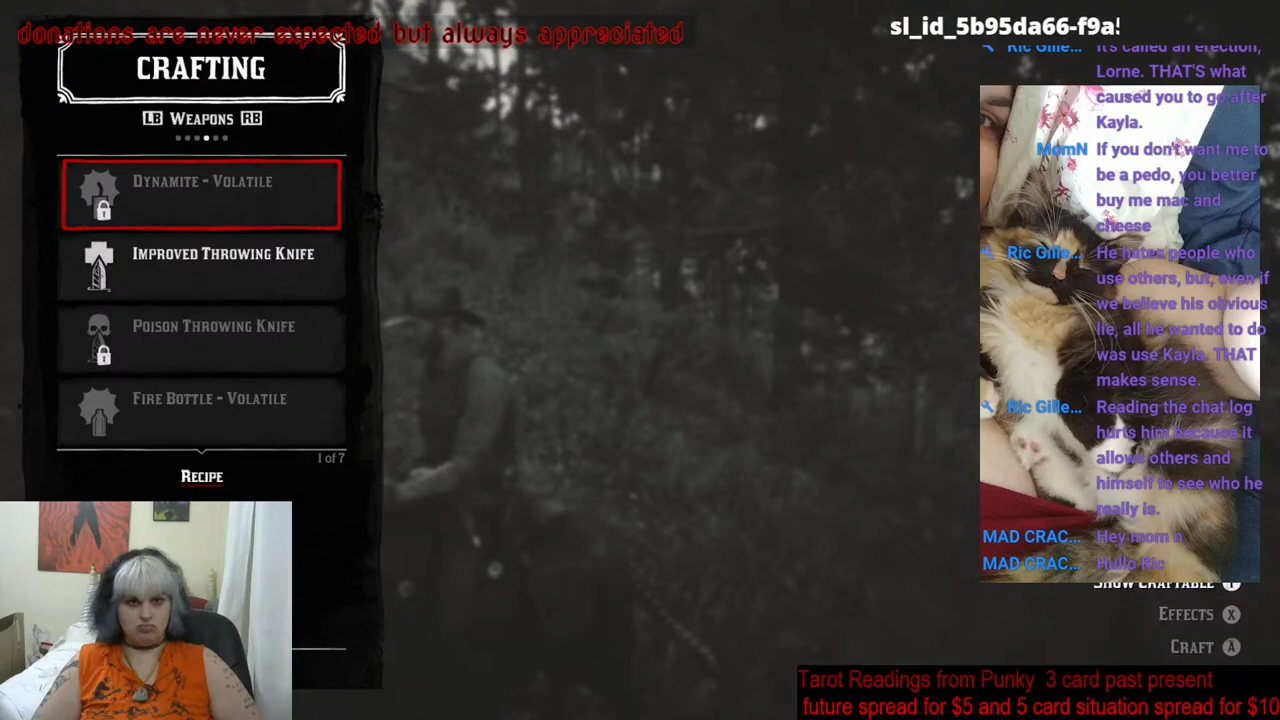 donations are never expected but always appreciated
sl_id_5b95da66-f9a5
CRAFTING
LB WEAPONS RB
DYNAMITE - VOLATILE
IMPROVED THROWING KNIFE
POISON THROWING KNIFE
FIRE BOTTLE - VOLATILE
1 of 7
RECIPE
Ric Gille... It's called an erection,
Lorne. THAT'S what
caused you to go after
Kayla.
MomN If you don't want me to
be a pedo, you better
buy me mac and
cheese
Ric Gille... He hates people who
use others, but, even if
we believe his obvious
lie, all he wanted to do
was use Kayla. THAT
makes sense.
Ric Gille... Reading the chat log
hurts him because it
allows others and
himself to see who he
really is.
MAD CRAC... Hey mom n
MAD CRAC... Hullo Ric
SHOW CRAFTABLE
EFFECTS X
CRAFT A
Tarot Readings from Punky 3 card past present
future spread for $5 and 5 card situation spread for $10